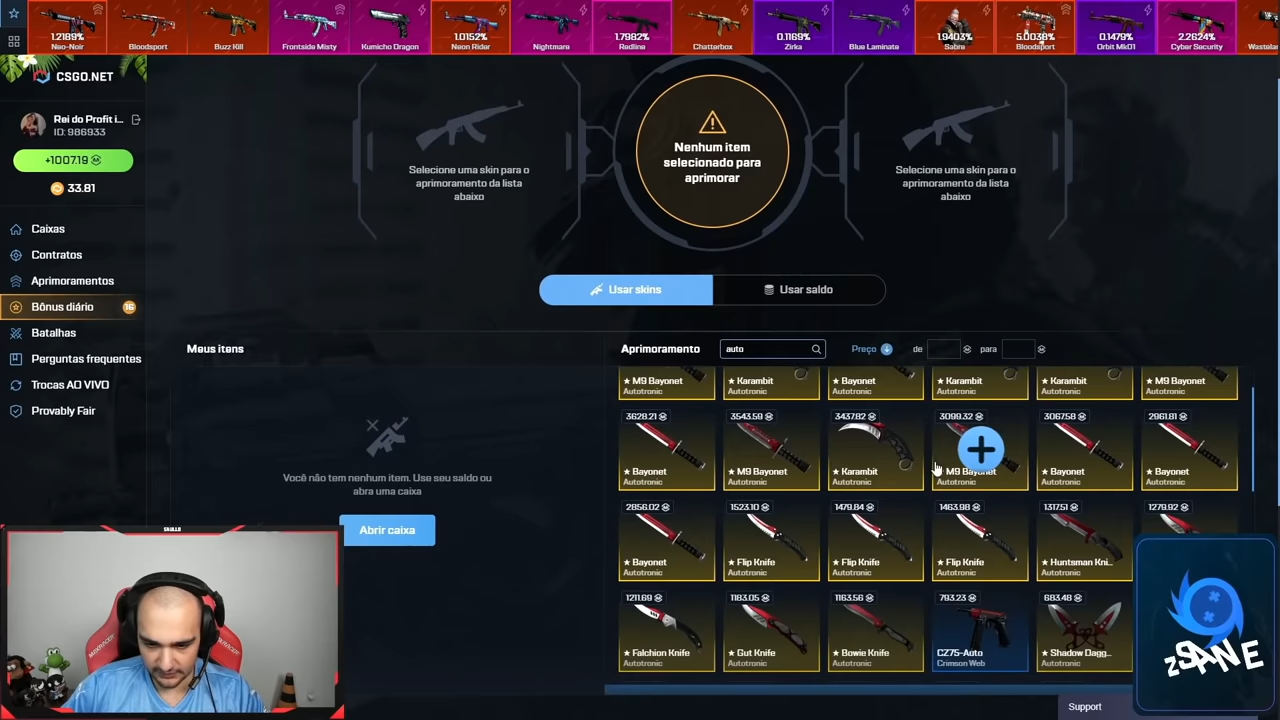 1.2189%
Neo-Noir
Bloodsport
Buzz Kill
Frontside Misty
Kumicho Dragon
1.0152%
Neon Rider
Nightmare
1.7982%
Redline
Chatterbox
0.1169%
Zirka
Blue Laminate
1.9403%
Sabre
5.0038%
Bloodsport
0.1479%
Orbit Mk01
2.2624%
Cyber Security
CSGO.NET
Rei do Profit i...
ID: 986933
+1007.19
33.81
Caixas
Contratos
Aprimoramentos
Bônus diário
16
Batalhas
Perguntas frequentes
Trocas AO VIVO
Provably Fair
Selecione uma skin para o
aprimoramento da lista
abaixo
Nenhum item
selecionado para
aprimorar
Selecione uma skin para o
aprimoramento da lista
abaixo
Usar skins
Usar saldo
Meus itens
Você não tem nenhum item. Use seu saldo ou
abra uma caixa
Abrir caixa
Aprimoramento
auto
Preço
de
para
★ M9 Bayonet
Autotronic
★ Karambit
Autotronic
★ Bayonet
Autotronic
★ Karambit
Autotronic
★ Karambit
Autotronic
★ M9 Bayonet
Autotronic
3628.21
★ Bayonet
Autotronic
3543.59
★ M9 Bayonet
Autotronic
3437.82
★ Karambit
Autotronic
3099.32
★ M9 Bayonet
Autotronic
3067.58
★ Bayonet
Autotronic
2961.81
★ Bayonet
Autotronic
2856.02
★ Bayonet
Autotronic
1523.10
★ Flip Knife
Autotronic
1479.84
★ Flip Knife
Autotronic
1463.98
★ Flip Knife
Autotronic
1317.51
★ Huntsman Kni...
Autotronic
1279.92
1211.69
★ Falchion Knife
Autotronic
1183.05
★ Gut Knife
Autotronic
1163.56
★ Bowie Knife
Autotronic
793.23
CZ75-Auto
Crimson Web
683.48
★ Shadow Dagg...
Autotronic
Support
SAULLO
zSANE